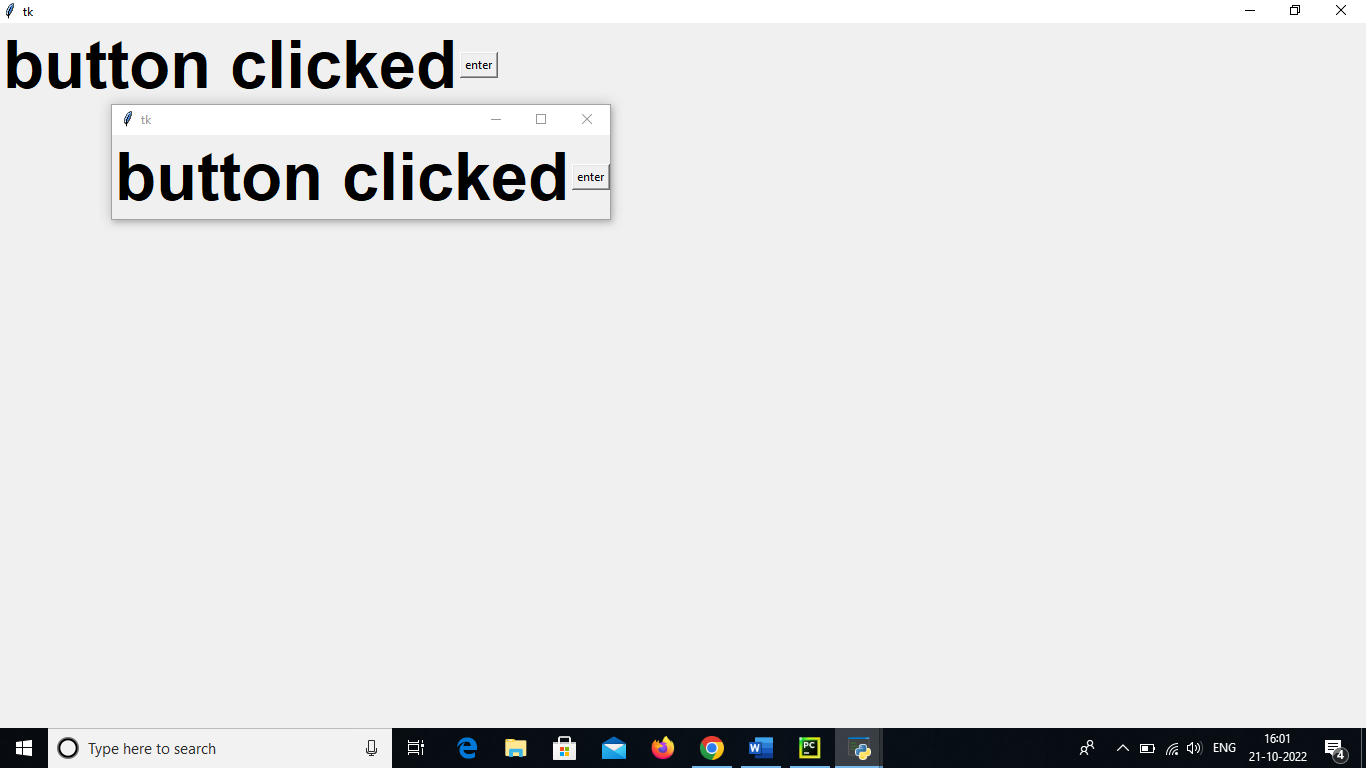 tk
button clicked enter
tk
button clicked enter
Type here to search
PC
W
ENG
16:01
21-10-2022
4